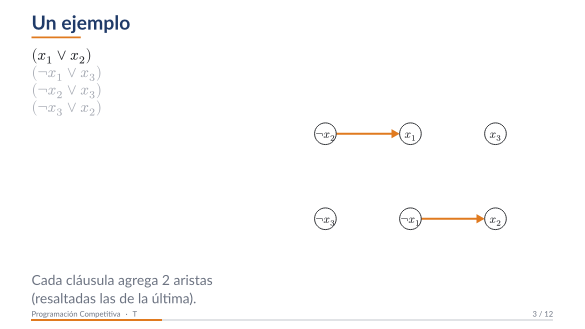 Un ejemplo
(x₁ ∨ x₂)
(¬x₁ ∨ x₃)
(¬x₂ ∨ x₃)
(¬x₃ ∨ x₂)
¬x₂ x₁ x₃
¬x₃ ¬x₁ x₂
Cada cláusula agrega 2 aristas
(resaltadas las de la última).
Programación Competitiva · T 3 / 12